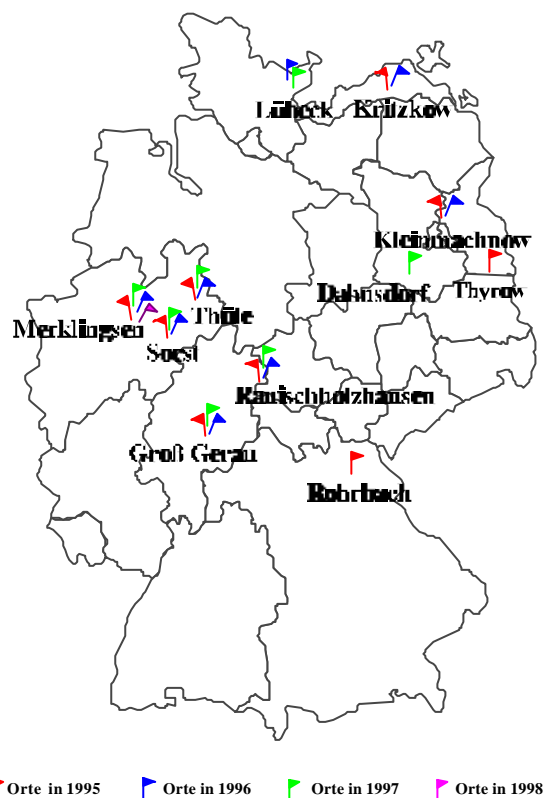 Lübeck
Kritzkow
Kleinmachnow
Dahnsdorf
Thyrow
Thüle
Merklingsen
Soest
Rauischholzhausen
Groß Gerau
Rohrbach
Orte in 1995
Orte in 1996
Orte in 1997
Orte in 1998